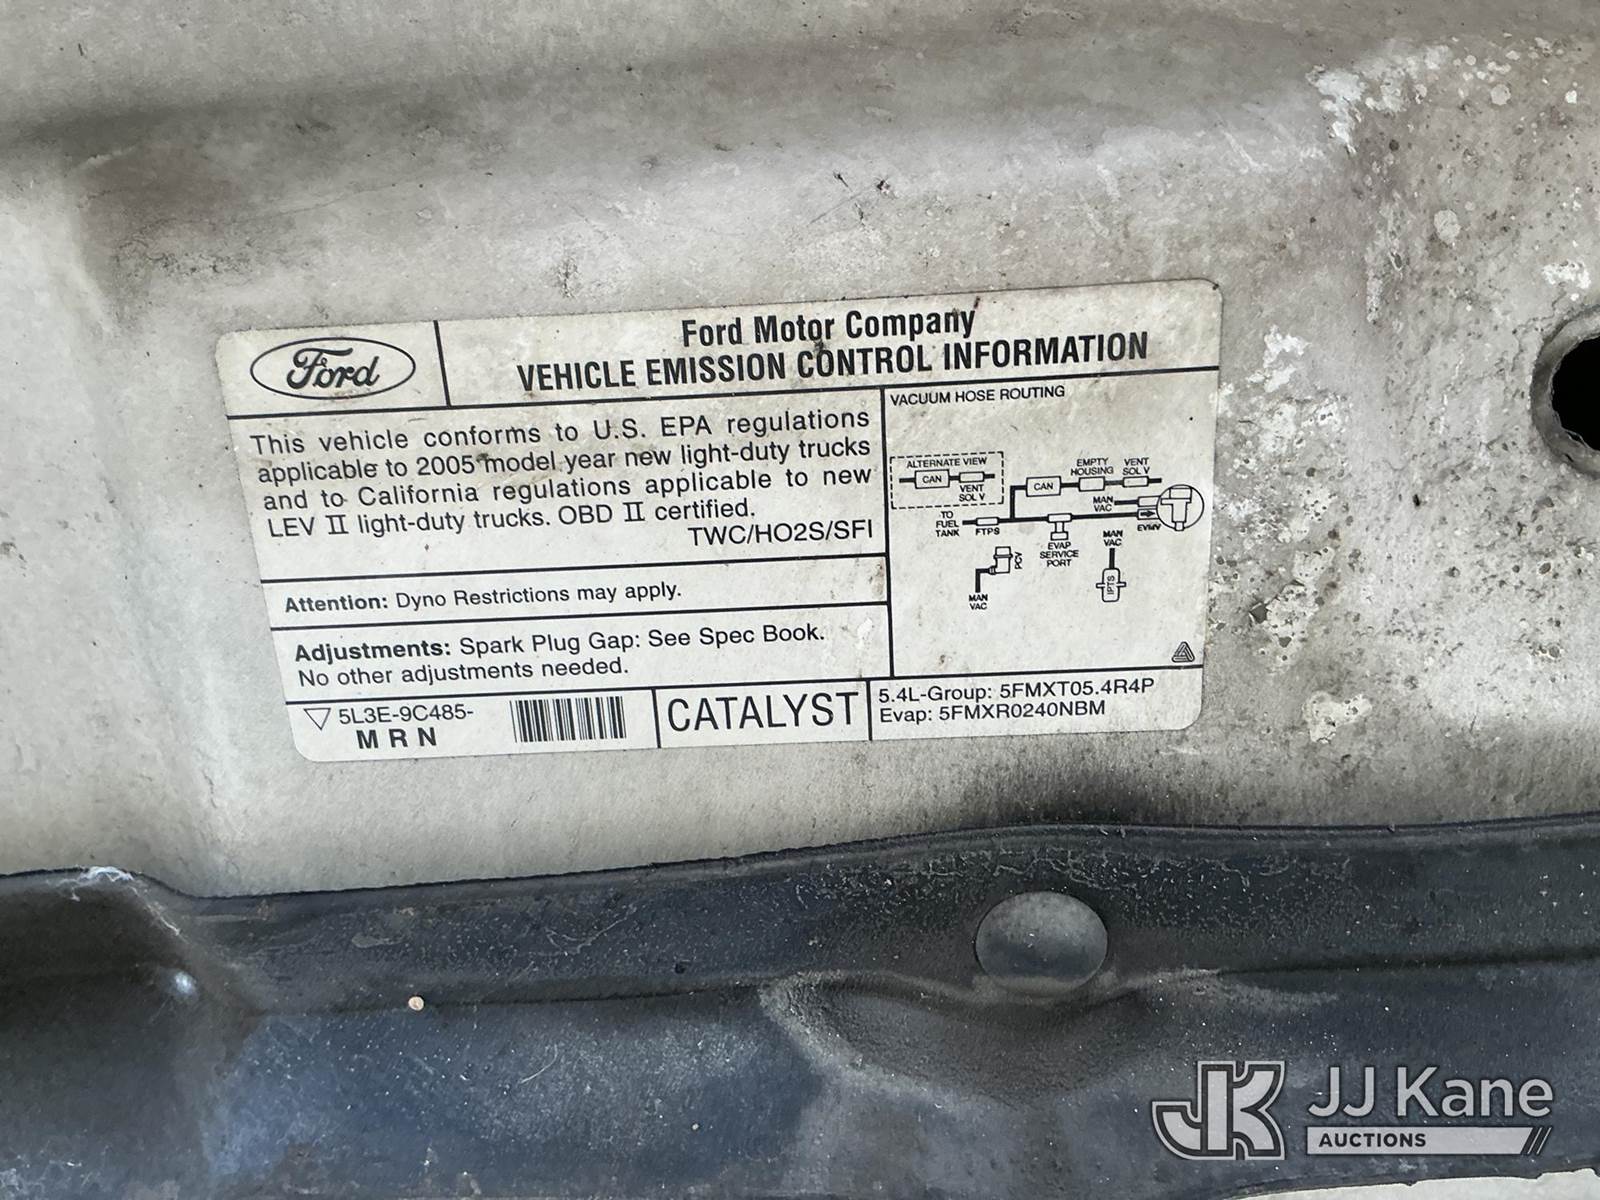 Ford
Ford Motor Company
VEHICLE EMISSION CONTROL INFORMATION
This vehicle conforms to U.S. EPA regulations
applicable to 2005 model year new light-duty trucks
and to California regulations applicable to new
LEV II light-duty trucks. OBD II certified.
TWC/HO2S/SFI
Attention: Dyno Restrictions may apply.
Adjustments: Spark Plug Gap: See Spec Book.
No other adjustments needed.
5L3E-9C485-
M R N
CATALYST
VACUUM HOSE ROUTING
ALTERNATE VIEW
CAN
VENT
SOL V
CAN
EMPTY
HOUSING
VENT
SOL V
MAN
VAC
TO
FUEL
TANK
FTPS
EVAP
SERVICE
PORT
EVMV
MAN
VAC
PCV
MAN
VAC
IPTS
5.4L-Group: 5FMXT05.4R4P
Evap: 5FMXR0240NBM
JK JJ Kane
AUCTIONS